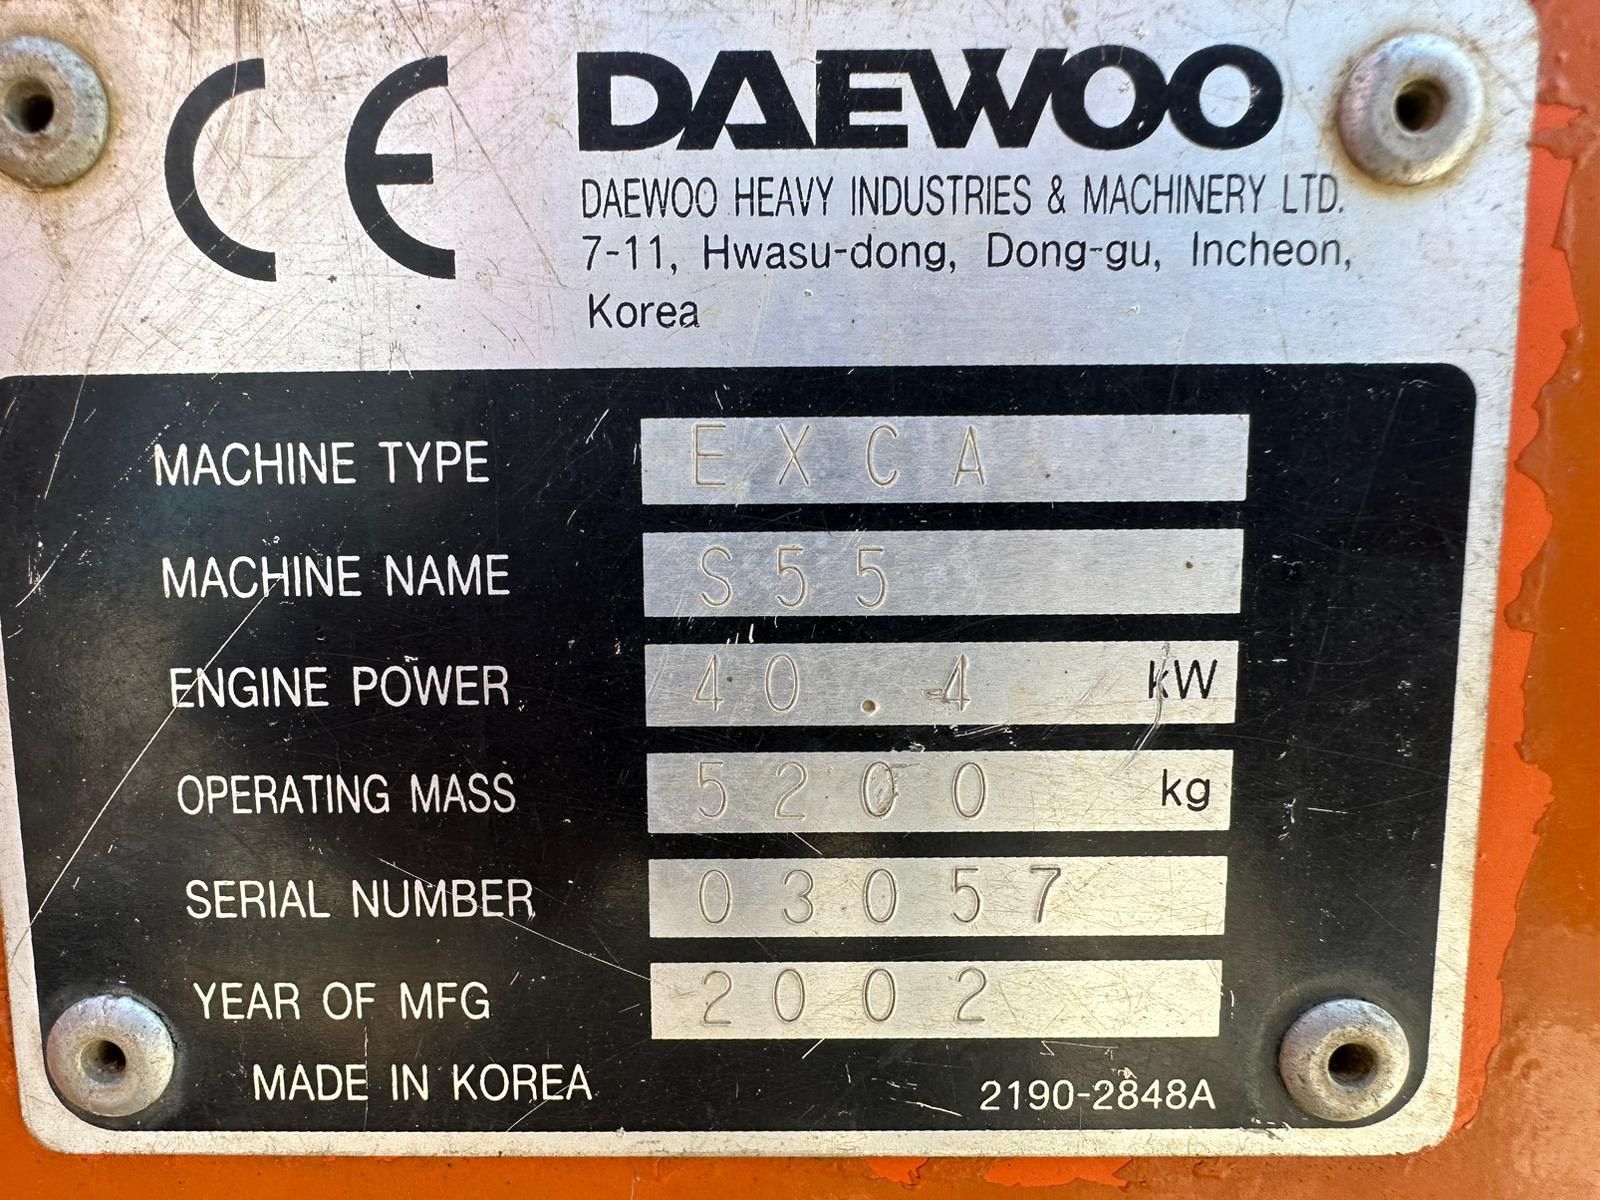 CE DAEWOO
DAEWOO HEAVY INDUSTRIES & MACHINERY LTD.
7-11, Hwasu-dong, Dong-gu, Incheon,
Korea
MACHINE TYPE EXCA
MACHINE NAME S55
ENGINE POWER 40.4 kW
OPERATING MASS 5200 kg
SERIAL NUMBER 03057
YEAR OF MFG 2002
MADE IN KOREA 2190-2848A